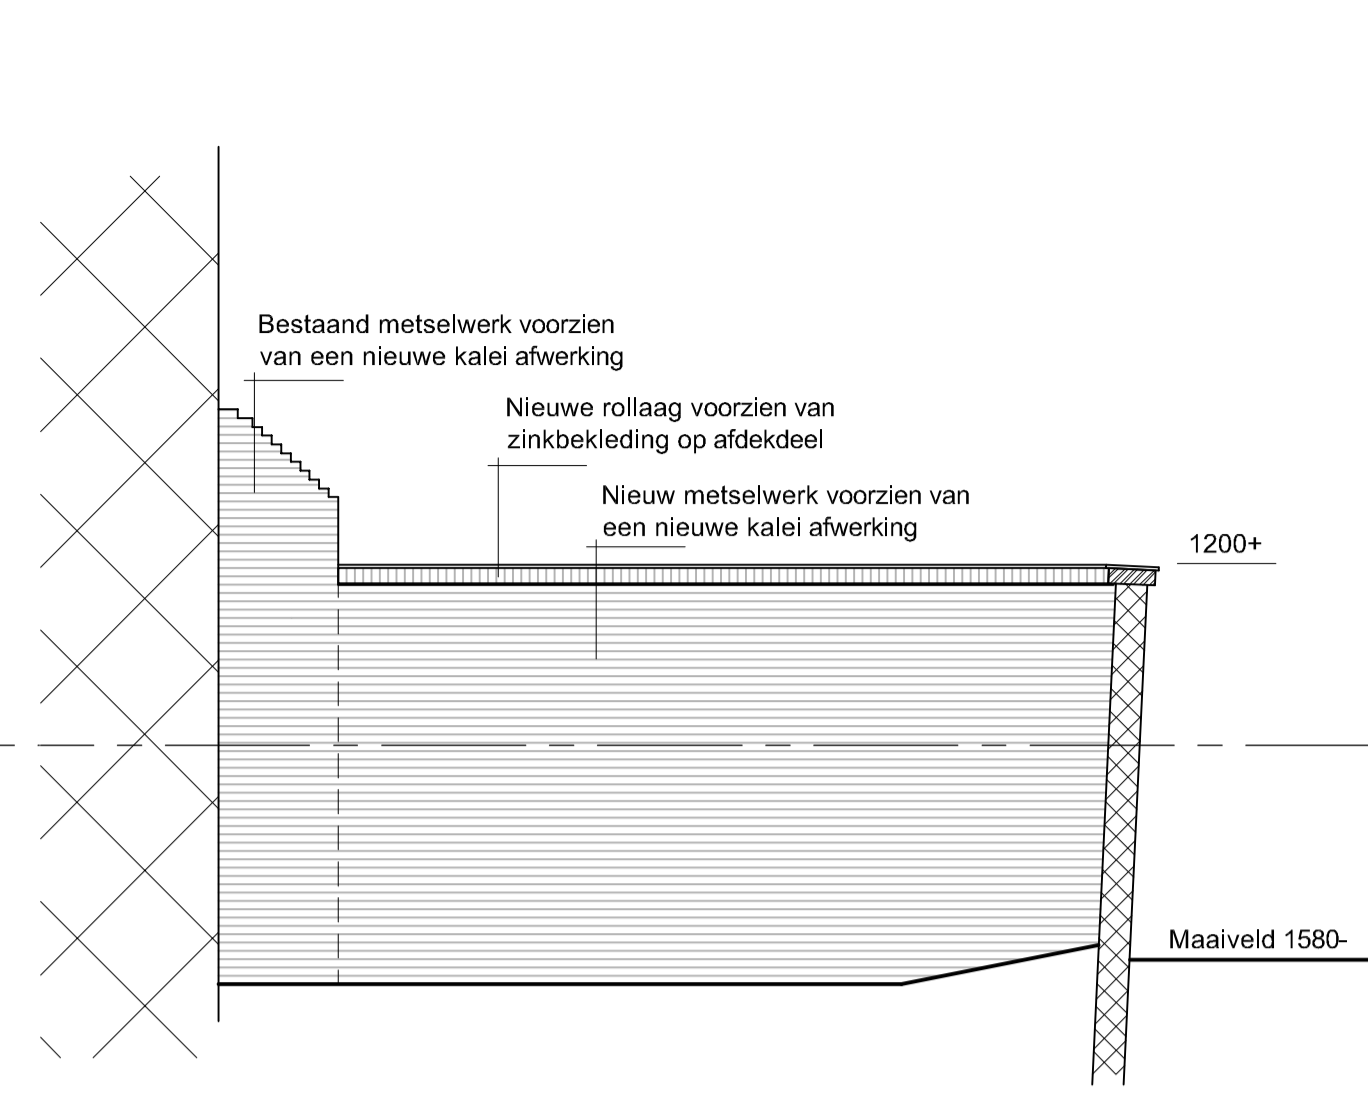 Bestaand metselwerk voorzien
van een nieuwe kalei afwerking
Nieuwe rollaag voorzien van
zinkbekleding op afdekdeel
Nieuw metselwerk voorzien van
een nieuwe kalei afwerking
1200+
Maaiveld 1580-